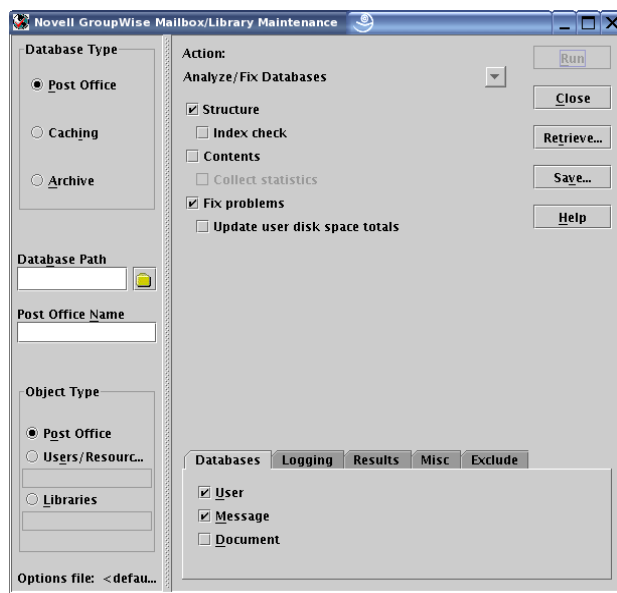 Novell GroupWise Mailbox/Library Maintenance
Database Type
Post Office
Caching
Archive
Database Path
Post Office Name
Object Type
Post Office
Users/Resourc...
Libraries
Options file: <defau...
Action:
Analyze/Fix Databases
Structure
Index check
Contents
Collect statistics
Fix problems
Update user disk space totals
Run
Close
Retrieve...
Save...
Help
Databases Logging Results Misc Exclude
User
Message
Document